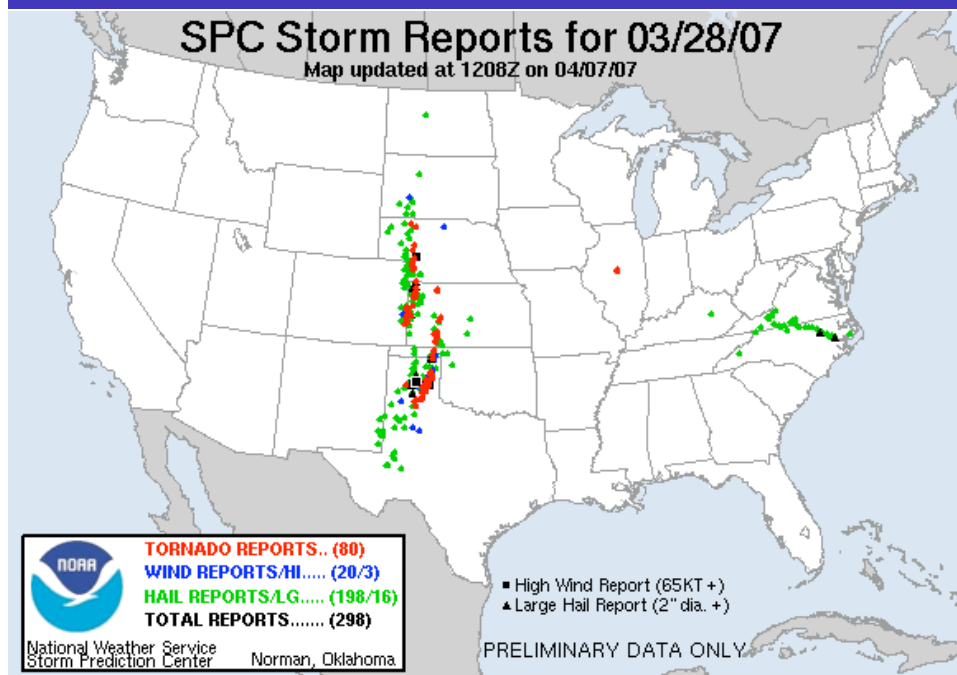 SPC Storm Reports for 03/28/07
Map updated at 1208Z on 04/07/07
NOAA
TORNADO REPORTS.. (80)
WIND REPORTS/HI..... (20/3)
HAIL REPORTS/LG..... (198/16)
TOTAL REPORTS....... (298)
National Weather Service
Storm Prediction Center Norman, Oklahoma
High Wind Report (65KT +)
Large Hail Report (2" dia. +)
PRELIMINARY DATA ONLY